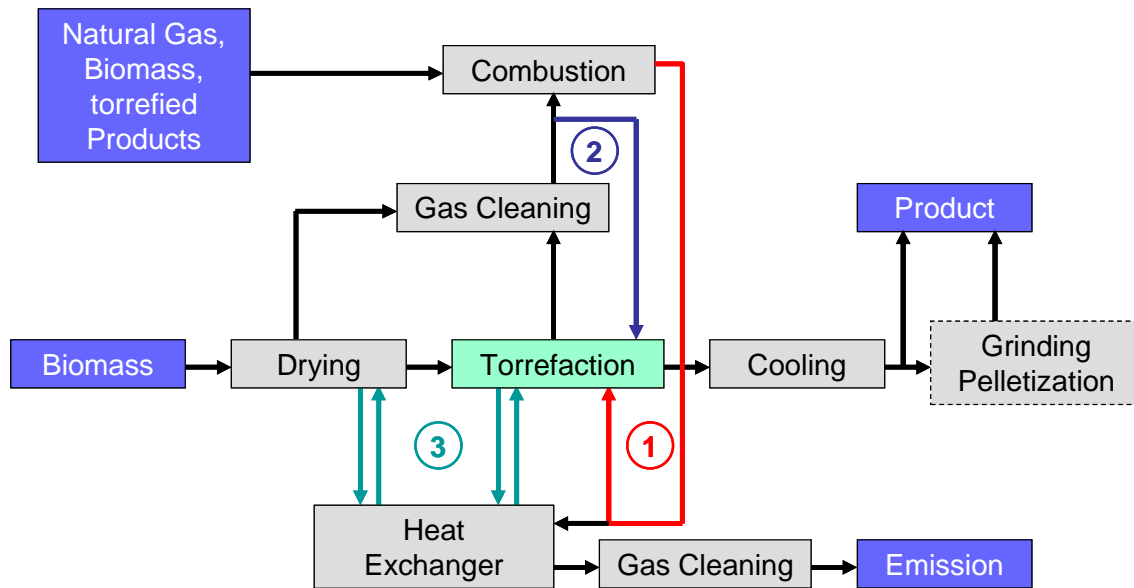 Natural Gas,
Biomass,
torrefied
Products
Combustion
2
Gas Cleaning
Product
Biomass
Drying
Torrefaction
Cooling
Grinding
Pelletization
3
1
Heat
Exchanger
Gas Cleaning
Emission